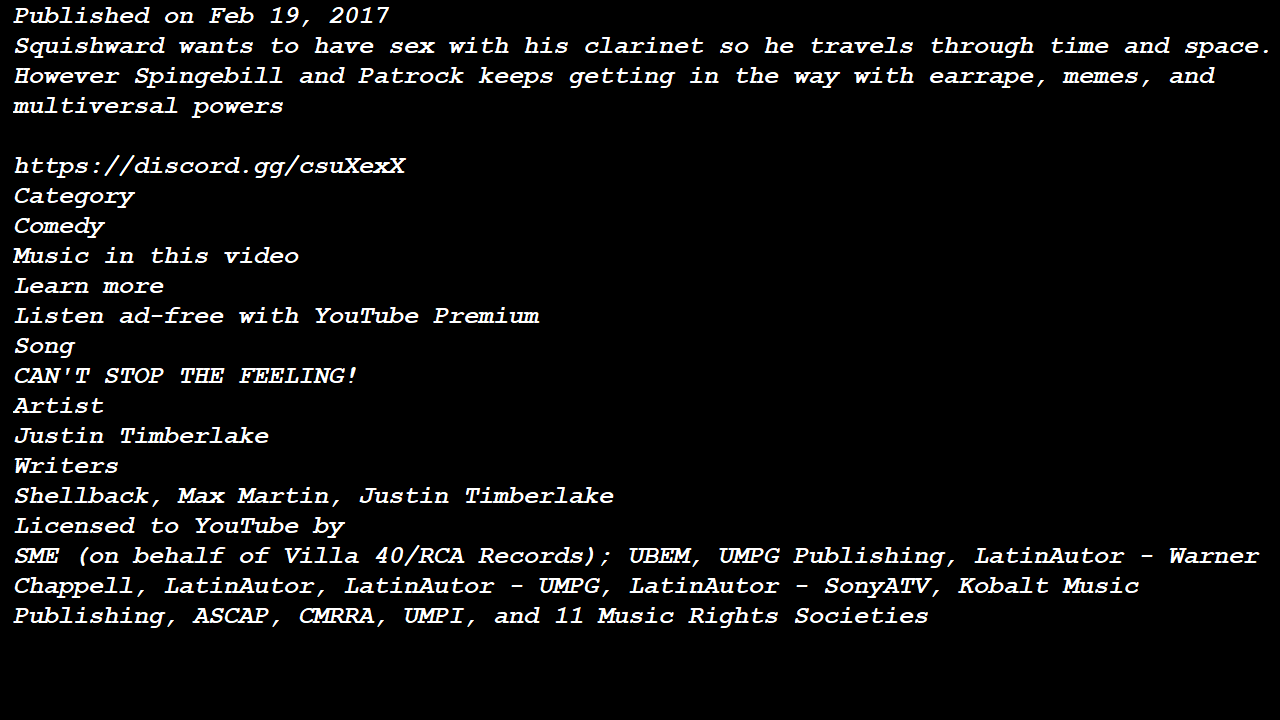 Published on Feb 19, 2017
Squishward wants to have sex with his clarinet so he travels through time and space.
However Spingebill and Patrock keeps getting in the way with earrape, memes, and
multiversal powers
https://discord.gg/csuXexX
Category
Comedy
Music in this video
Learn more
Listen ad-free with YouTube Premium
Song
CAN'T STOP THE FEELING!
Artist
Justin Timberlake
Writers
Shellback, Max Martin, Justin Timberlake
Licensed to YouTube by
SME (on behalf of Villa 40/RCA Records); UBEM, UMPG Publishing, LatinAutor - Warner
Chappell, LatinAutor, LatinAutor - UMPG, LatinAutor - SonyATV, Kobalt Music
Publishing, ASCAP, CMRRA, UMPI, and 11 Music Rights Societies